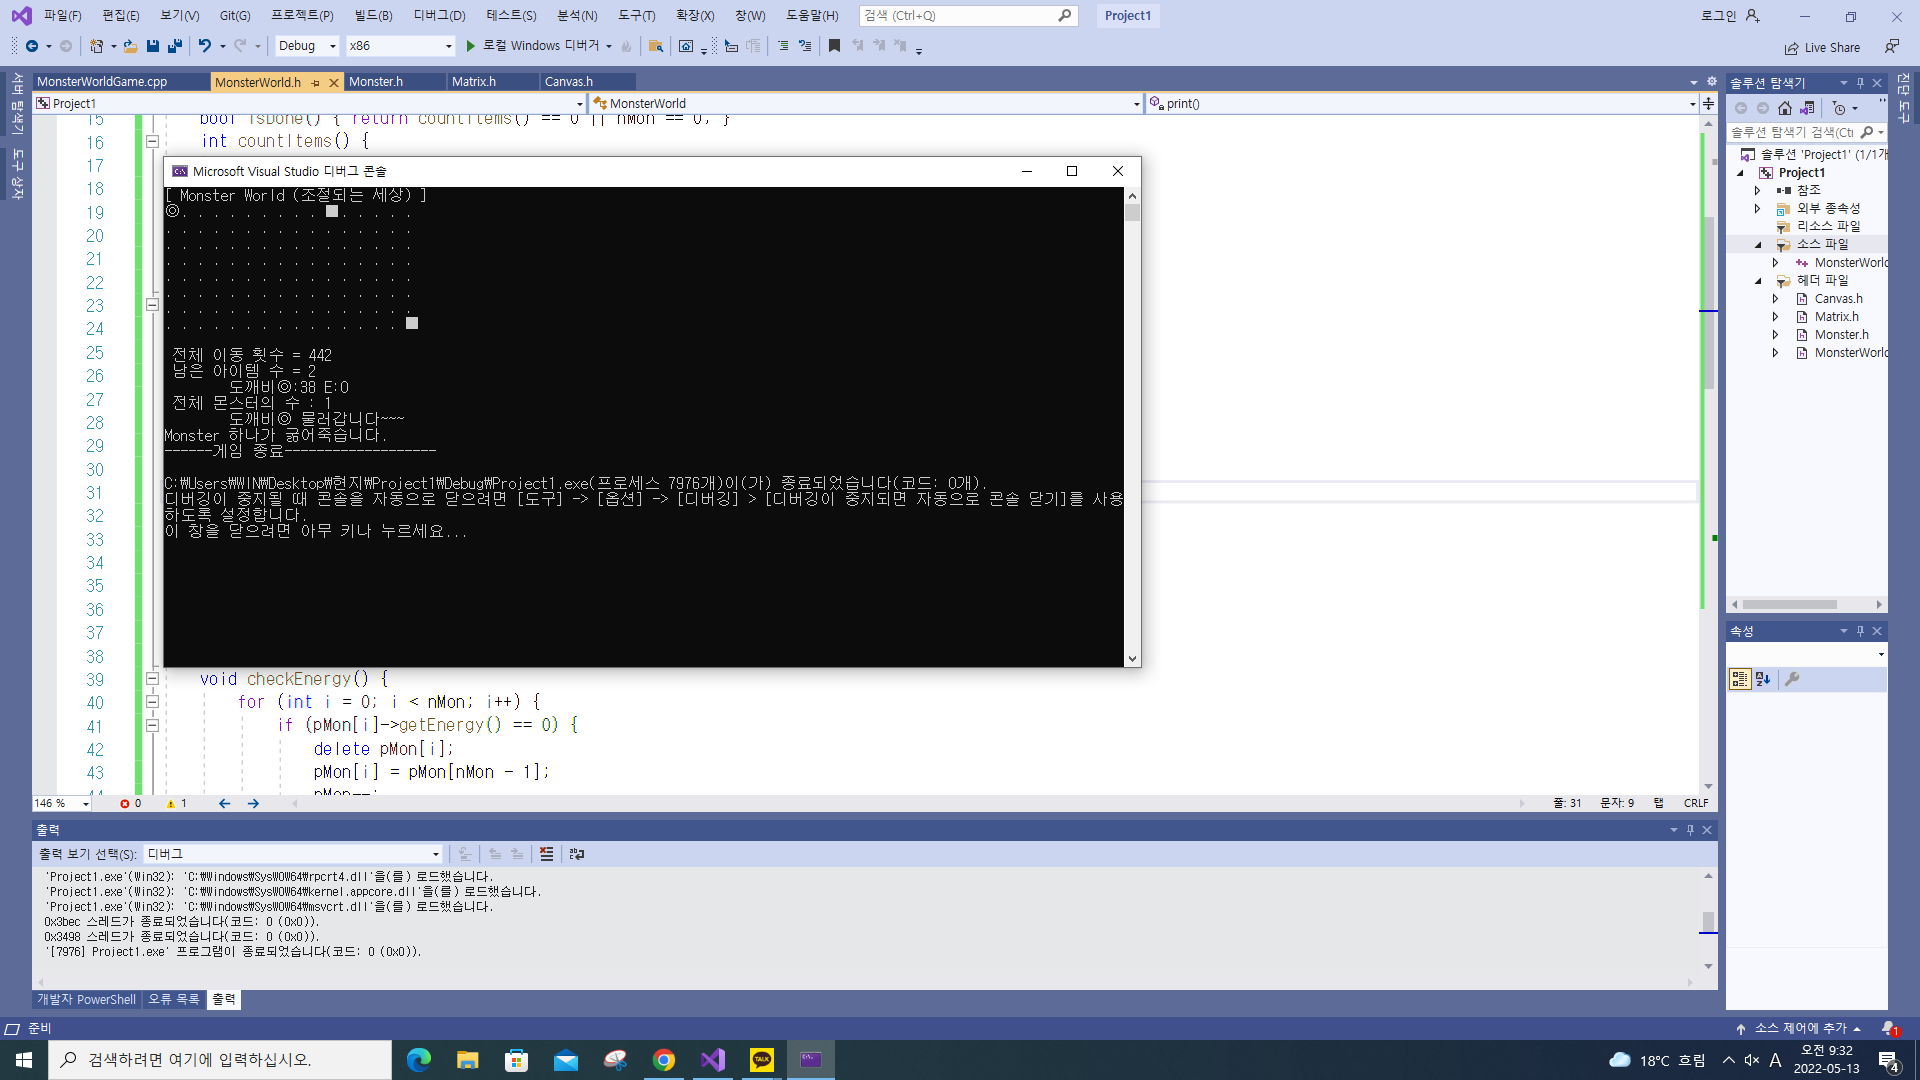 파일(F) 편집(E) 보기(V) Git(G) 프로젝트(P) 빌드(B) 디버그(D) 테스트(S) 분석(N) 도구(T) 확장(X) 창(W) 도움말(H) 검색 (Ctrl+Q) Project1 로그인
Debug x86 로컬 Windows 디버거 Live Share
서버 탐색기
도구 상자
MonsterWorldGame.cpp MonsterWorld.h Monster.h Matrix.h Canvas.h
Project1 MonsterWorld print()
15 bool isDone() { return countItems() == 0 || nMon == 0; }
16 int countItems() {
17
18
19
20
21
22
23
24
25
26
27
28
29
30
31
32
33
34
35
36
37
38
39 void checkEnergy() {
40 for (int i = 0; i < nMon; i++) {
41 if (pMon[i]->getEnergy() == 0) {
42 delete pMon[i];
43 pMon[i] = pMon[nMon - 1];
44 nMon--;
Microsoft Visual Studio 디버그 콘솔
[ Monster World (조절되는 세상) ]
◎. . . . . . . . . ■. . . . .
. . . . . . . . . . . . . . . .
. . . . . . . . . . . . . . . .
. . . . . . . . . . . . . . . .
. . . . . . . . . . . . . . . .
. . . . . . . . . . . . . . . .
. . . . . . . . . . . . . . . .
. . . . . . . . . . . . . . . ■
전체 이동 횟수 = 442
남은 아이템 수 = 2
도깨비◎:38 E:0
전체 몬스터의 수 : 1
도깨비◎ 물러갑니다~~~
Monster 하나가 굶어죽습니다.
------게임 종료-------------------
C:₩Users₩WIN₩Desktop₩현지₩Project1₩Debug₩Project1.exe(프로세스 7976개)이(가) 종료되었습니다(코드: 0개).
디버깅이 중지될 때 콘솔을 자동으로 닫으려면 [도구] -> [옵션] -> [디버깅] > [디버깅이 중지되면 자동으로 콘솔 닫기]를 사용
하도록 설정합니다.
이 창을 닫으려면 아무 키나 누르세요...
146 % 0 1 줄: 31 문자: 9 탭 CRLF
출력
출력 보기 선택(S): 디버그
'Project1.exe'(Win32): 'C:₩Windows₩SysWOW64₩rpcrt4.dll'을(를) 로드했습니다.
'Project1.exe'(Win32): 'C:₩Windows₩SysWOW64₩kernel.appcore.dll'을(를) 로드했습니다.
'Project1.exe'(Win32): 'C:₩Windows₩SysWOW64₩msvcrt.dll'을(를) 로드했습니다.
0x3bec 스레드가 종료되었습니다(코드: 0 (0x0)).
0x3498 스레드가 종료되었습니다(코드: 0 (0x0)).
'[7976] Project1.exe' 프로그램이 종료되었습니다(코드: 0 (0x0)).
개발자 PowerShell 오류 목록 출력
솔루션 탐색기
솔루션 탐색기 검색(Ctr
솔루션 'Project1' (1/1개
Project1
참조
외부 종속성
리소스 파일
소스 파일
MonsterWorld
헤더 파일
Canvas.h
Matrix.h
Monster.h
MonsterWorld
속성
진단 도구
준비 소스 제어에 추가 1
검색하려면 여기에 입력하십시오.
TALK
18℃ 흐림 A 오전 9:32
2022-05-13 4